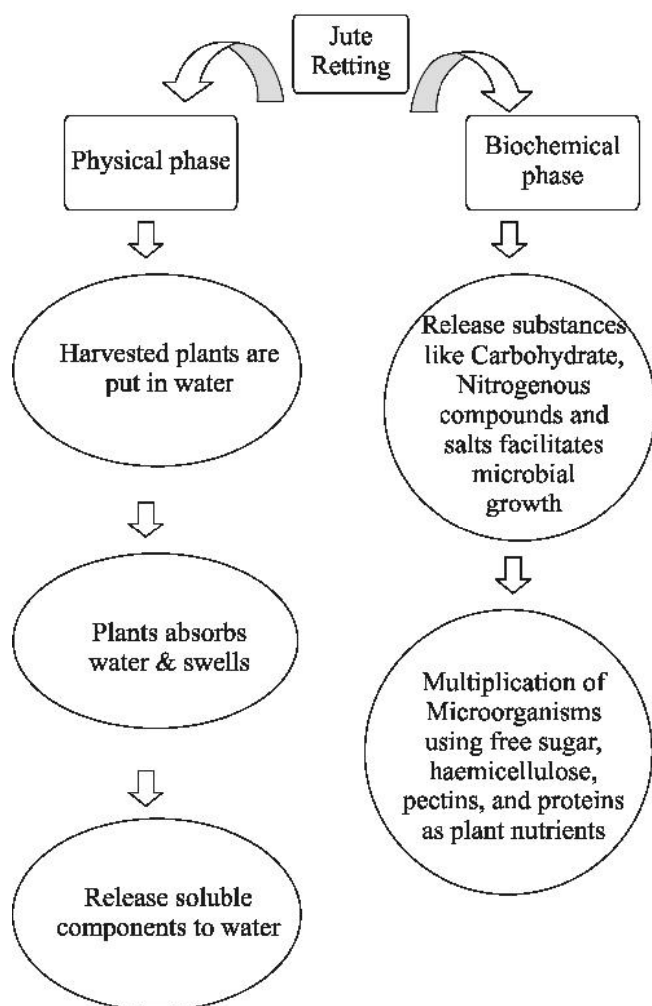 Jute
Retting
Physical phase
Biochemical
phase
Harvested plants are
put in water
Plants absorbs
water & swells
Release soluble
components to water
Release substances
like Carbohydrate,
Nitrogenous
compounds and
salts facilitates
microbial
growth
Multiplication of
Microorganisms
using free sugar,
haemicellulose,
pectins, and proteins
as plant nutrients